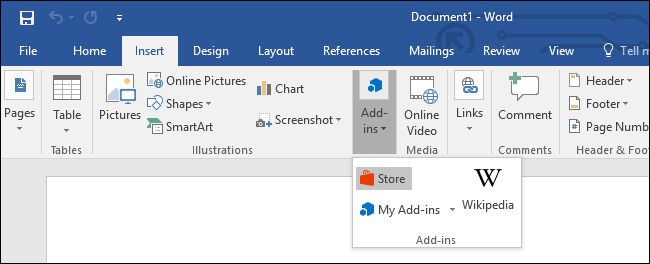 Document1 - Word
File Home Insert Design Layout References Mailings Review View Tell m
Pages
Table
Pictures
Online Pictures
Shapes
SmartArt
Chart
Screenshot
Add-
ins
Online
Video
Links
Comment
Header
Footer
Page Numb
Tables
Illustrations
Media
Comments
Header & Foo
Store
My Add-ins
W
Wikipedia
Add-ins